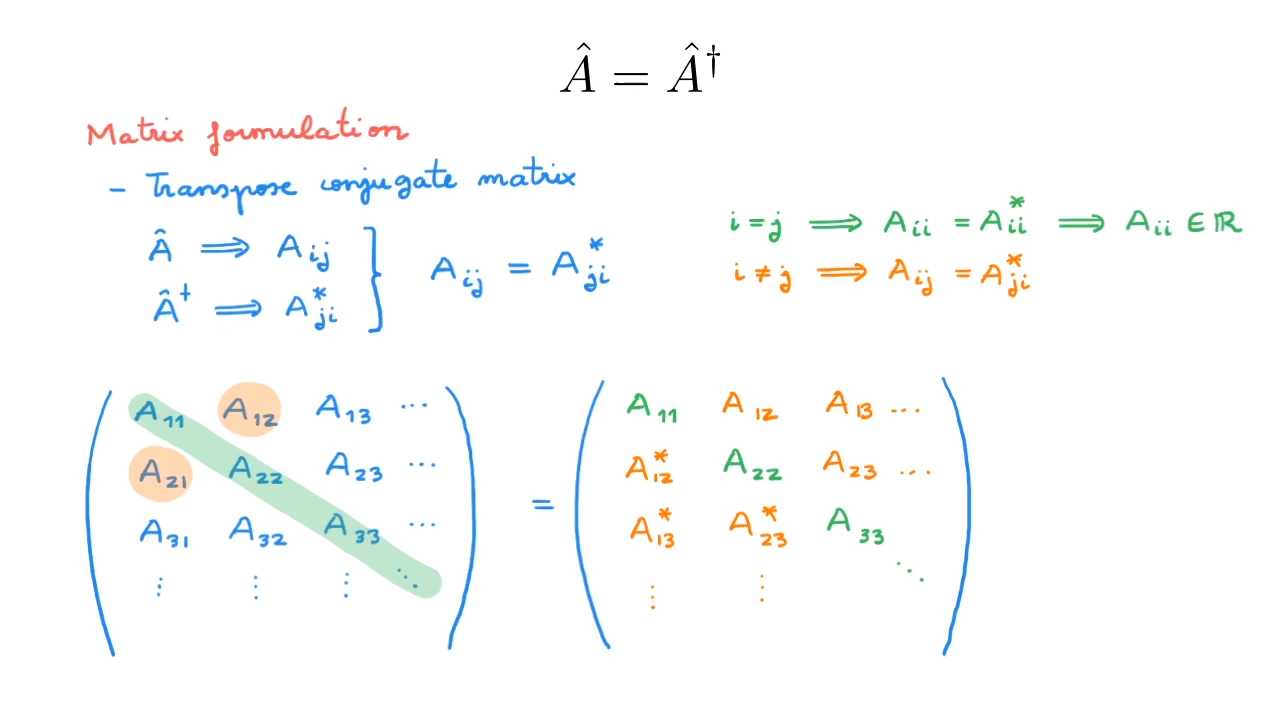 Â = Â†
Matrix formulation
- Transpose conjugate matrix
Â ⟹ A_ij
Â† ⟹ A*_ji
} A_ij = A*_ji
i = j ⟹ A_ii = A*_ii ⟹ A_ii ∈ ℝ
i ≠ j ⟹ A_ij = A*_ji
( A_11 A_12 A_13 ⋯
A_21 A_22 A_23 ⋯
A_31 A_32 A_33 ⋯
⋮ ⋮ ⋮ ⋱ )
=
( A_11 A_12 A_13 ⋯
A*_12 A_22 A_23 ⋯
A*_13 A*_23 A_33
⋮ ⋮ ⋱ )